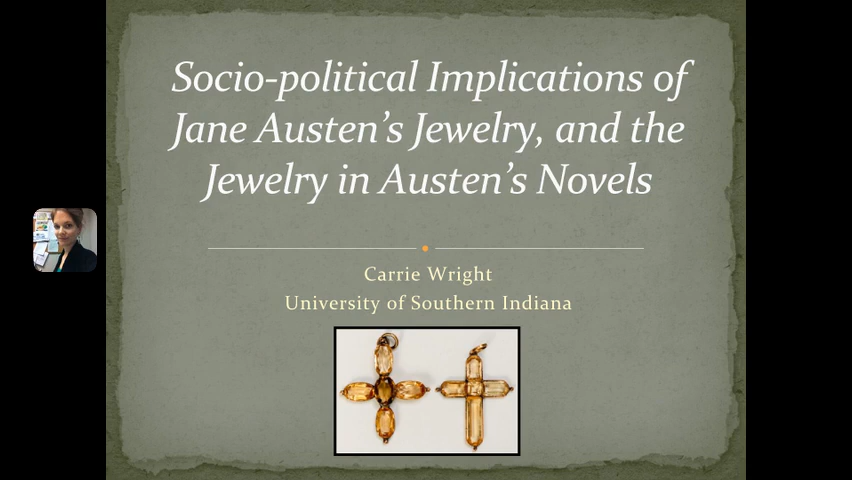 Socio-political Implications of
Jane Austen’s Jewelry, and the
Jewelry in Austen’s Novels
Carrie Wright
University of Southern Indiana